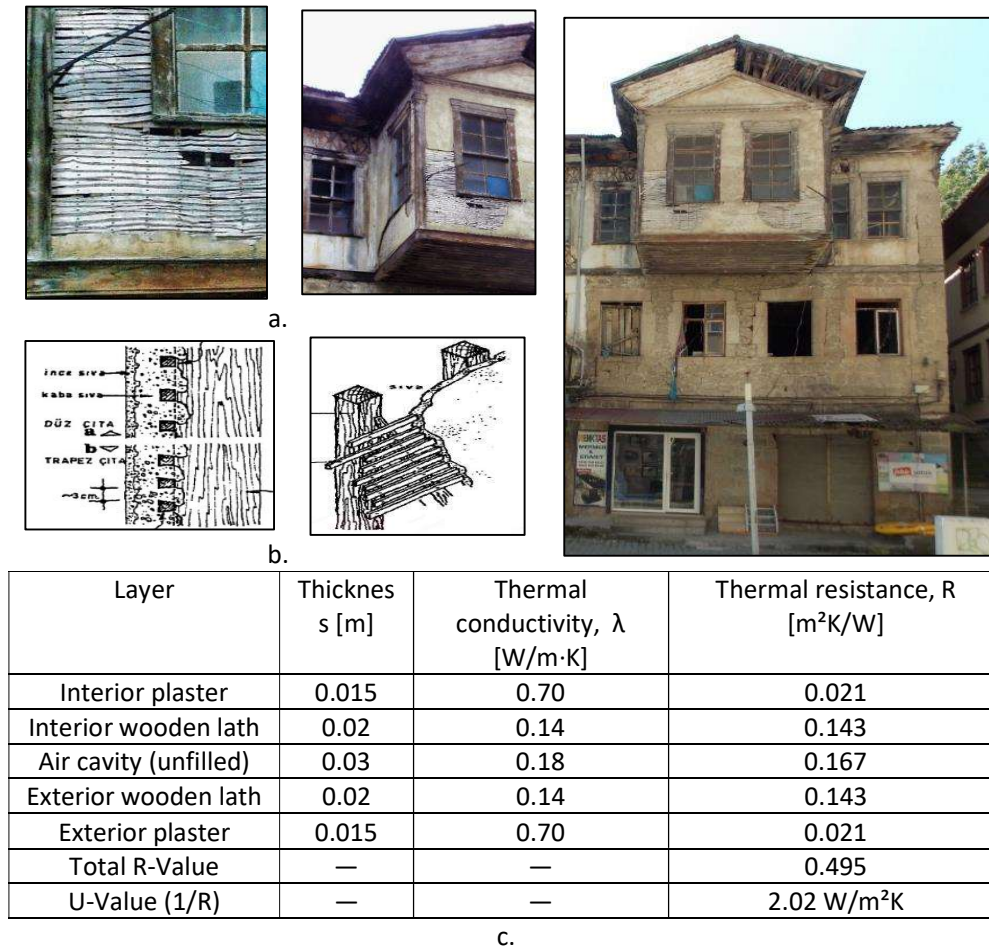 a.
ince sıva
kaba sıva
DÜZ ÇITA
a
b
TRAPEZ ÇITA
~3cm
sıva
b.
Layer Thicknes Thermal Thermal resistance, R
s [m] conductivity, λ [m²K/W]
[W/m·K]
Interior plaster 0.015 0.70 0.021
Interior wooden lath 0.02 0.14 0.143
Air cavity (unfilled) 0.03 0.18 0.167
Exterior wooden lath 0.02 0.14 0.143
Exterior plaster 0.015 0.70 0.021
Total R-Value — — 0.495
U-Value (1/R) — — 2.02 W/m²K
c.